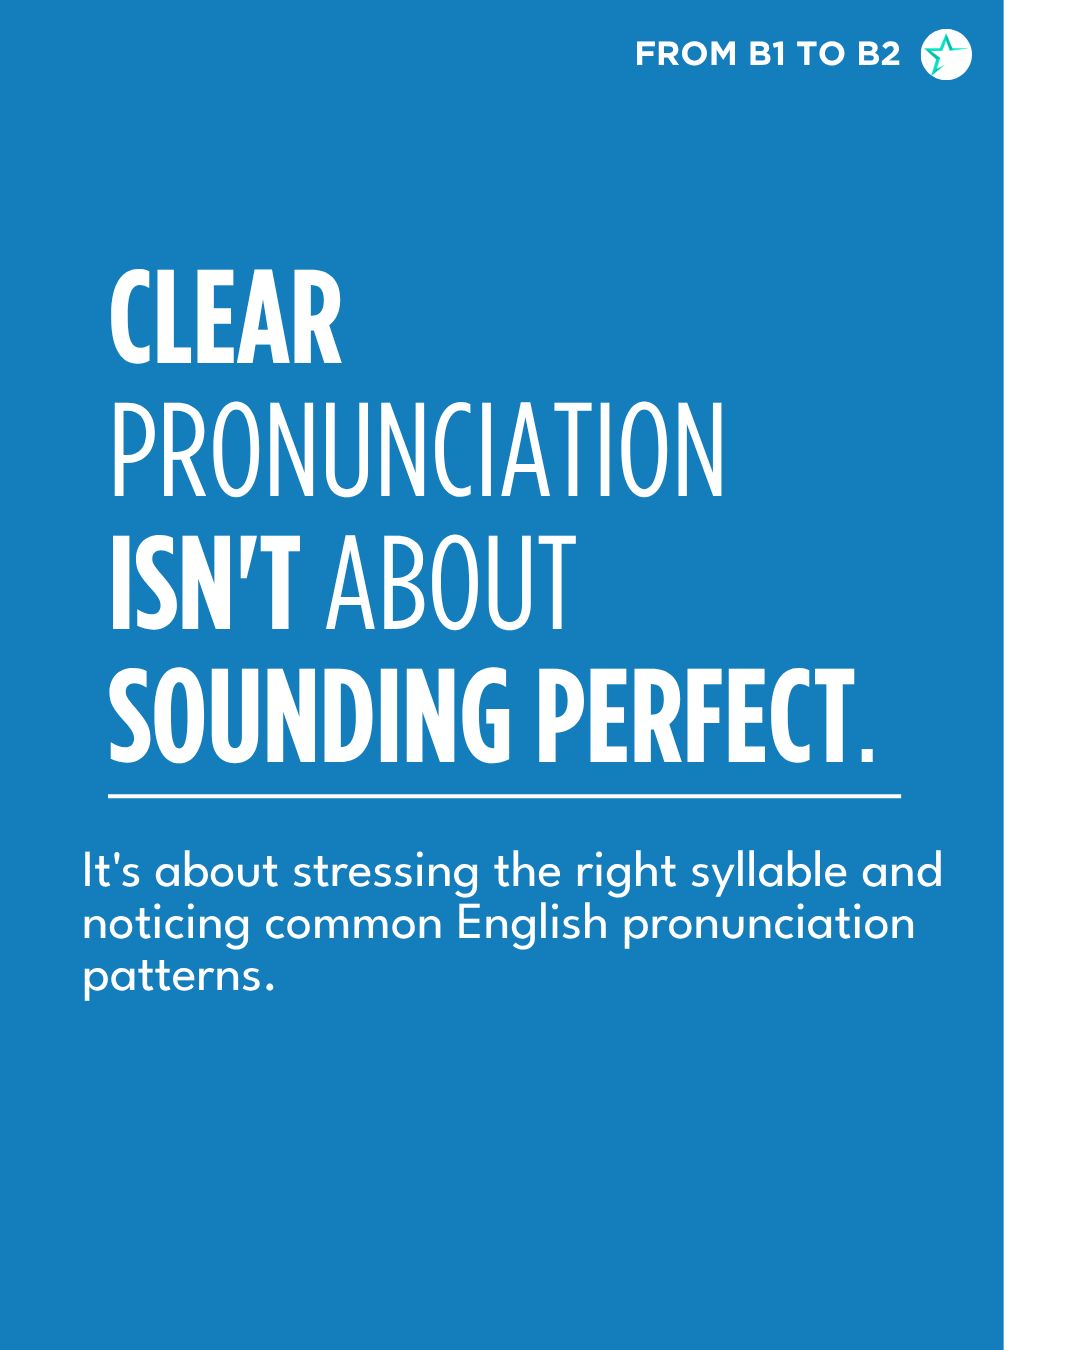 FROM B1 TO B2
CLEAR
PRONUNCIATION
ISN'T ABOUT
SOUNDING PERFECT.
It's about stressing the right syllable and
noticing common English pronunciation
patterns.